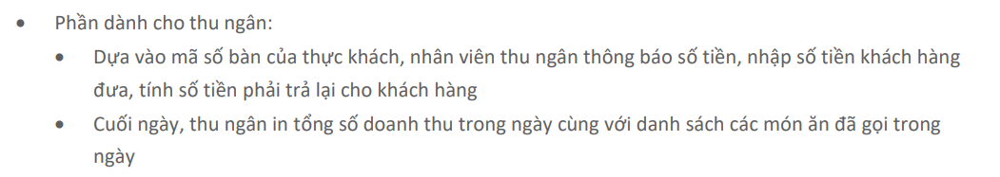 • Phần dành cho thu ngân:
• Dựa vào mã số bàn của thực khách, nhân viên thu ngân thông báo số tiền, nhập số tiền khách hàng
đưa, tính số tiền phải trả lại cho khách hàng
• Cuối ngày, thu ngân in tổng số doanh thu trong ngày cùng với danh sách các món ăn đã gọi trong
ngày